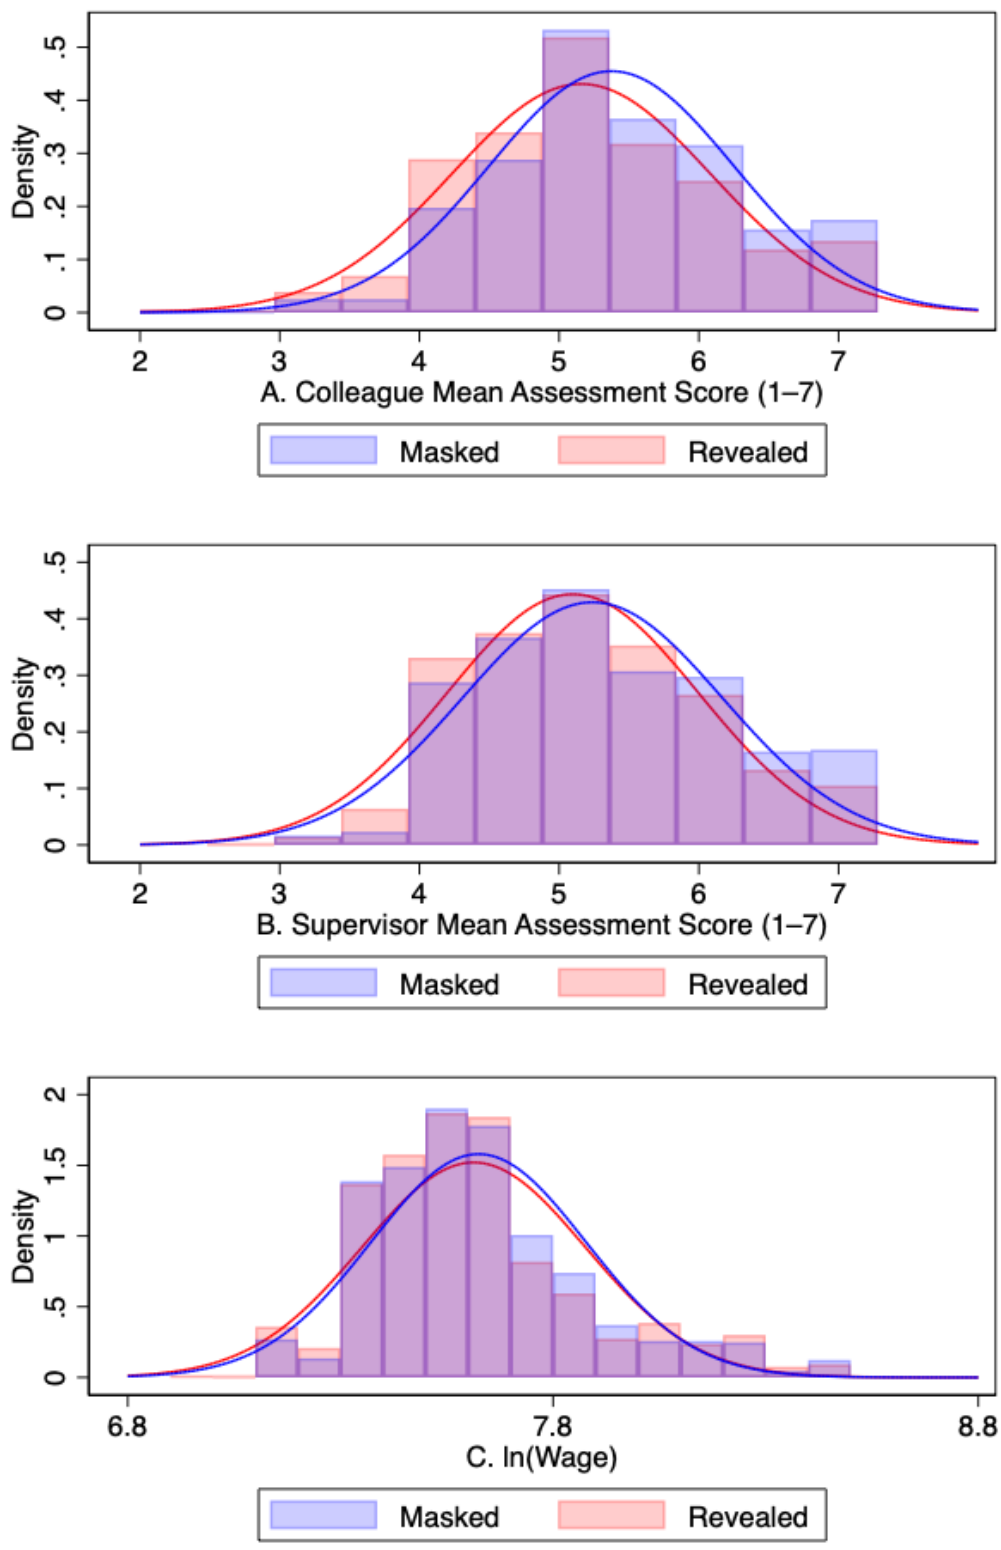 Density
.5
.4
.3
.2
.1
0
2 3 4 5 6 7
A. Colleague Mean Assessment Score (1–7)
Masked Revealed
Density
.5
.4
.3
.2
.1
0
2 3 4 5 6 7
B. Supervisor Mean Assessment Score (1–7)
Masked Revealed
Density
2
1.5
1
.5
0
6.8 7.8 8.8
C. ln(Wage)
Masked Revealed